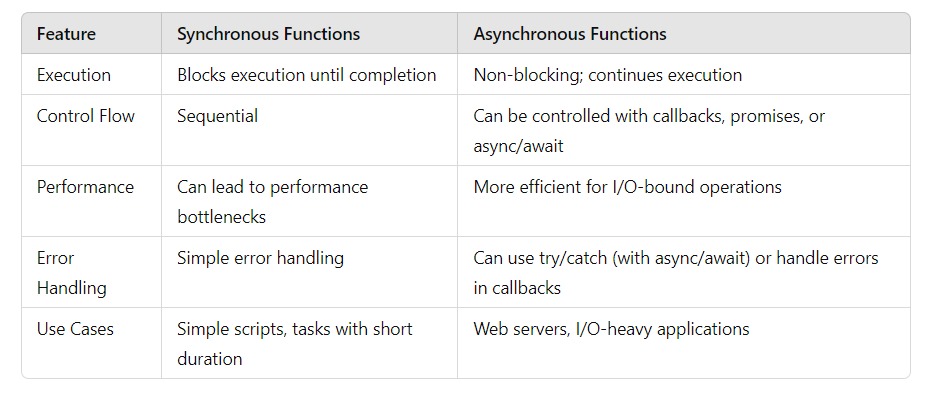 Feature Synchronous Functions Asynchronous Functions
Execution Blocks execution until completion Non-blocking; continues execution
Control Flow Sequential Can be controlled with callbacks, promises, or
async/await
Performance Can lead to performance More efficient for I/O-bound operations
bottlenecks
Error Simple error handling Can use try/catch (with async/await) or handle errors
Handling in callbacks
Use Cases Simple scripts, tasks with short Web servers, I/O-heavy applications
duration